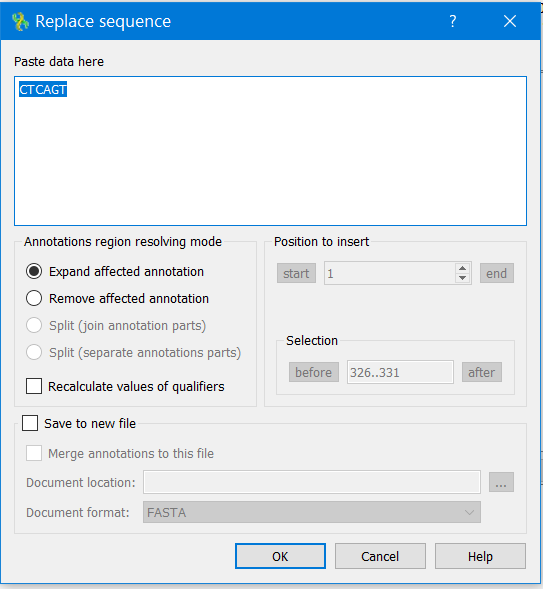 Replace sequence
?
Paste data here
CTCAGT
Annotations region resolving mode
Expand affected annotation
Remove affected annotation
Split (join annotation parts)
Split (separate annotations parts)
Recalculate values of qualifiers
Position to insert
start 1 end
Selection
before 326..331 after
Save to new file
Merge annotations to this file
Document location: ...
Document format: FASTA
OK Cancel Help